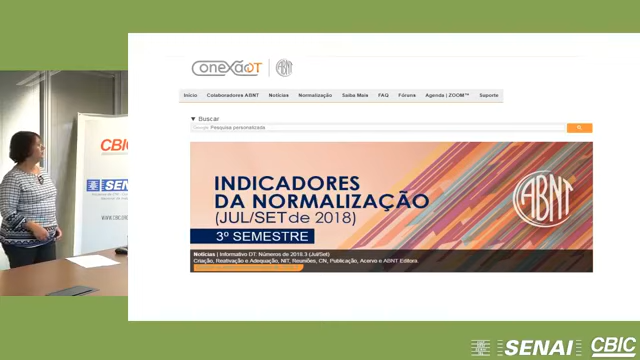 ConexãoDT
ABNT
Início Colaboradores ABNT Notícias Normalização Saiba Mais FAQ Fóruns Agenda | ZOOM™ Suporte
▼ Buscar
Google Pesquisa personalizada
INDICADORES
DA NORMALIZAÇÃO
(JUL/SET de 2018)
3º SEMESTRE
ABNT
Notícias | Informativo DT: Números de 2018.3 (Jul/Set)
Criação, Reativação e Adequação, NIT, Reuniões, CN, Publicação, Acervo e ABNT Editora
CBIC
SENAI
SENAI
CBIC